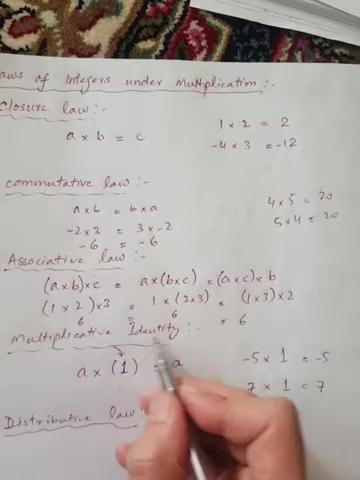 aws of Integers under Multiplication :-
Closure law :-
a x b = c
1 x 2 = 2
-4 x 3 = -12
commutative law :-
a x b = b x a
4 x 5 = 20
-2 x 3 = 3 x -2
5 x 4 = 20
-6 = -6
Associative law :-
(a x b) x c = a x (b x c) = (a x c) x b
(1 x 2) x 3 = 1 x (2 x 3) = (1 x 3) x 2
6 = 6 = 6
Multiplicative Identity :-
a x (1) a
-5 x 1 = -5
7 x 1 = 7
Distributive law :